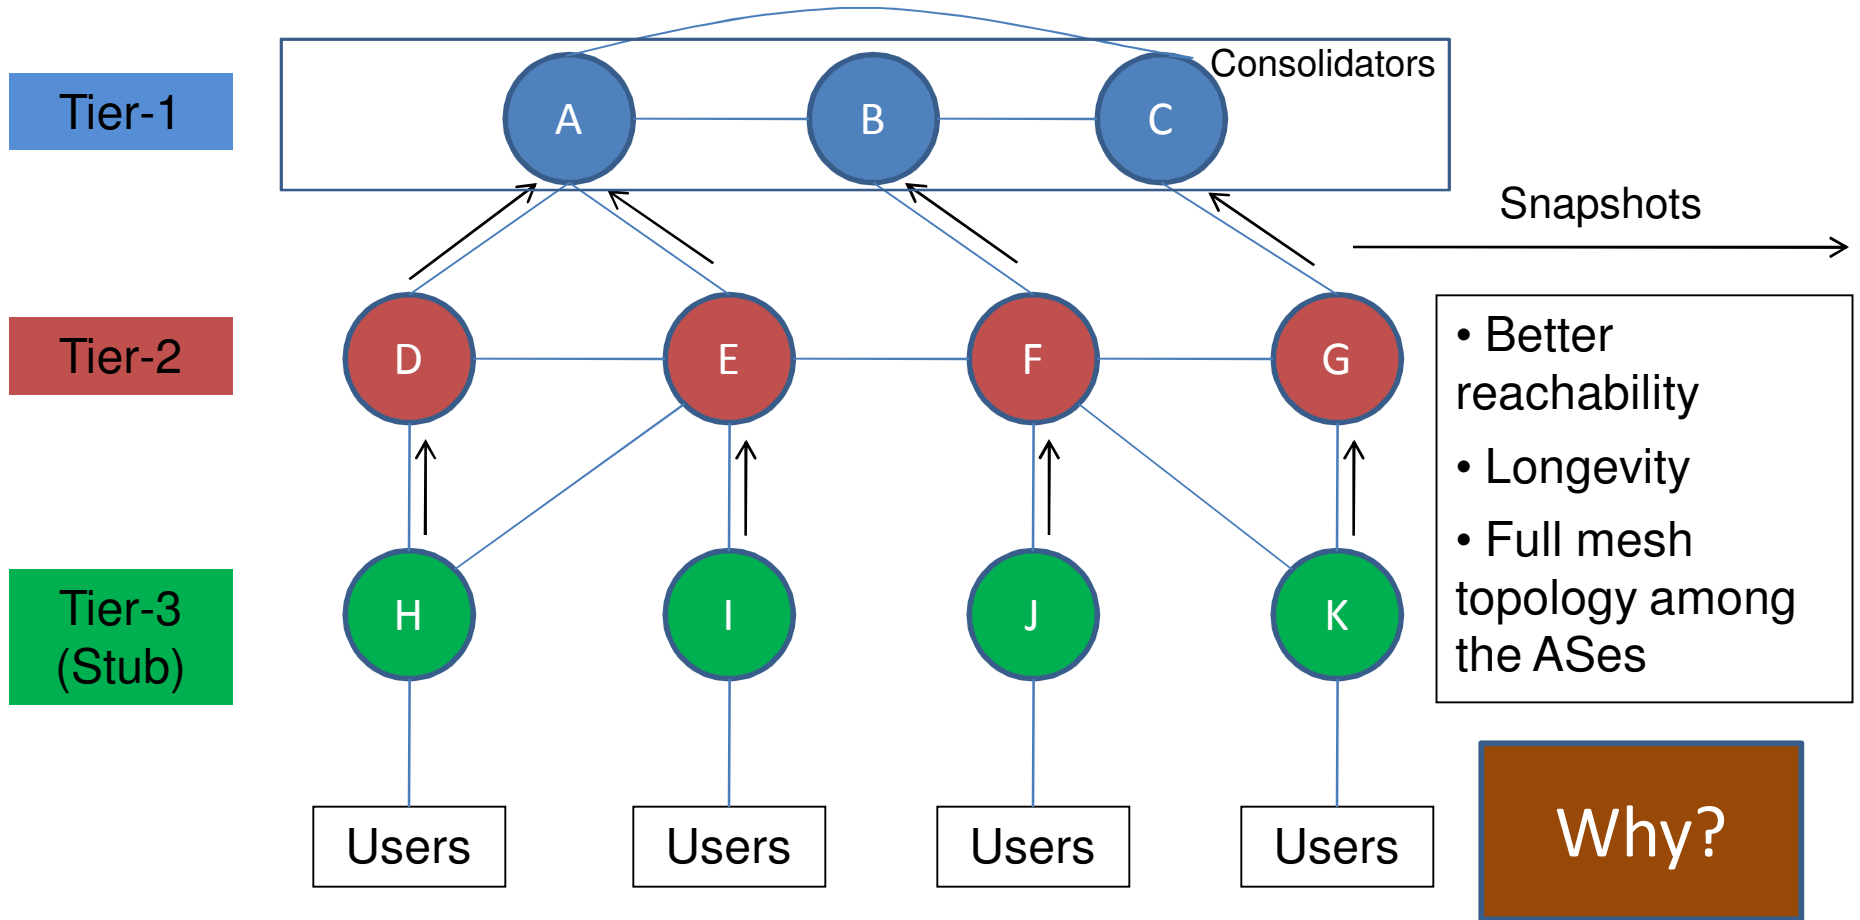 Consolidators
Tier-1
A
B
C
Snapshots
Tier-2
D
E
F
G
• Better
reachability
• Longevity
• Full mesh
topology among
the ASes
Tier-3
(Stub)
H
I
J
K
Users
Users
Users
Users
Why?